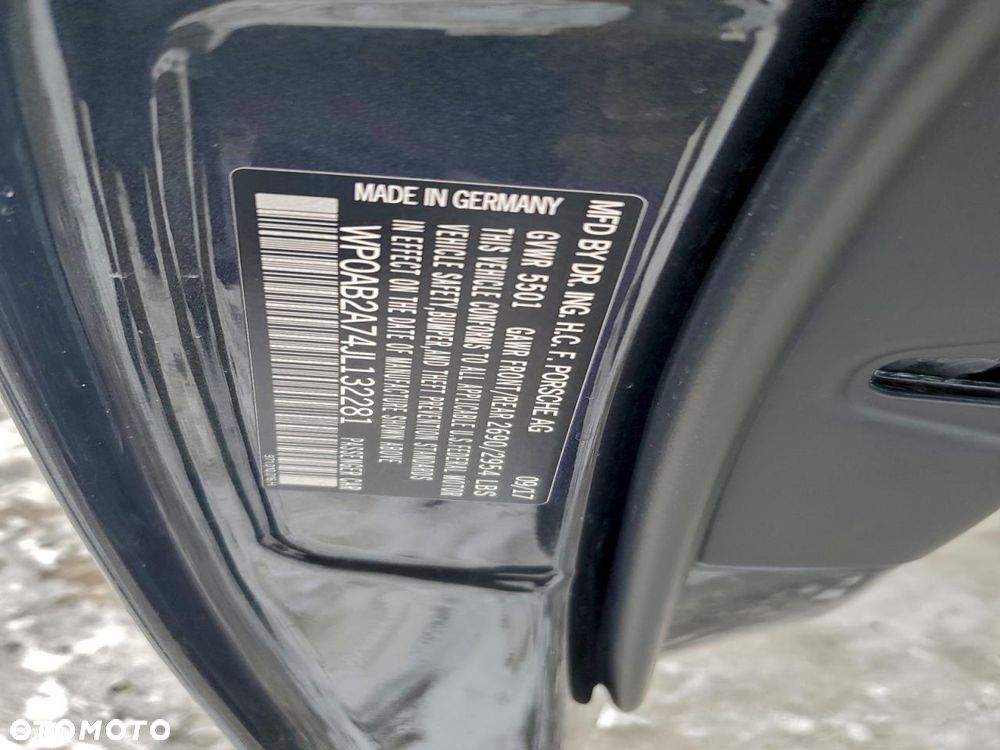 MFD BY DR. ING. H.C. F. PORSCHE AG 09/17
GVWR 5501 GAWR FRONT/REAR 2690/2954 LBS
THIS VEHICLE CONFORMS TO ALL APPLICABLE U.S. FEDERAL MOTOR
VEHICLE SAFETY, BUMPER, AND THEFT PREVENTION STANDARDS
IN EFFECT ON THE DATE OF MANUFACTURE SHOWN ABOVE
WP0AB2A74JL132281 PASSENGER CAR
MADE IN GERMANY
OTOMOTO